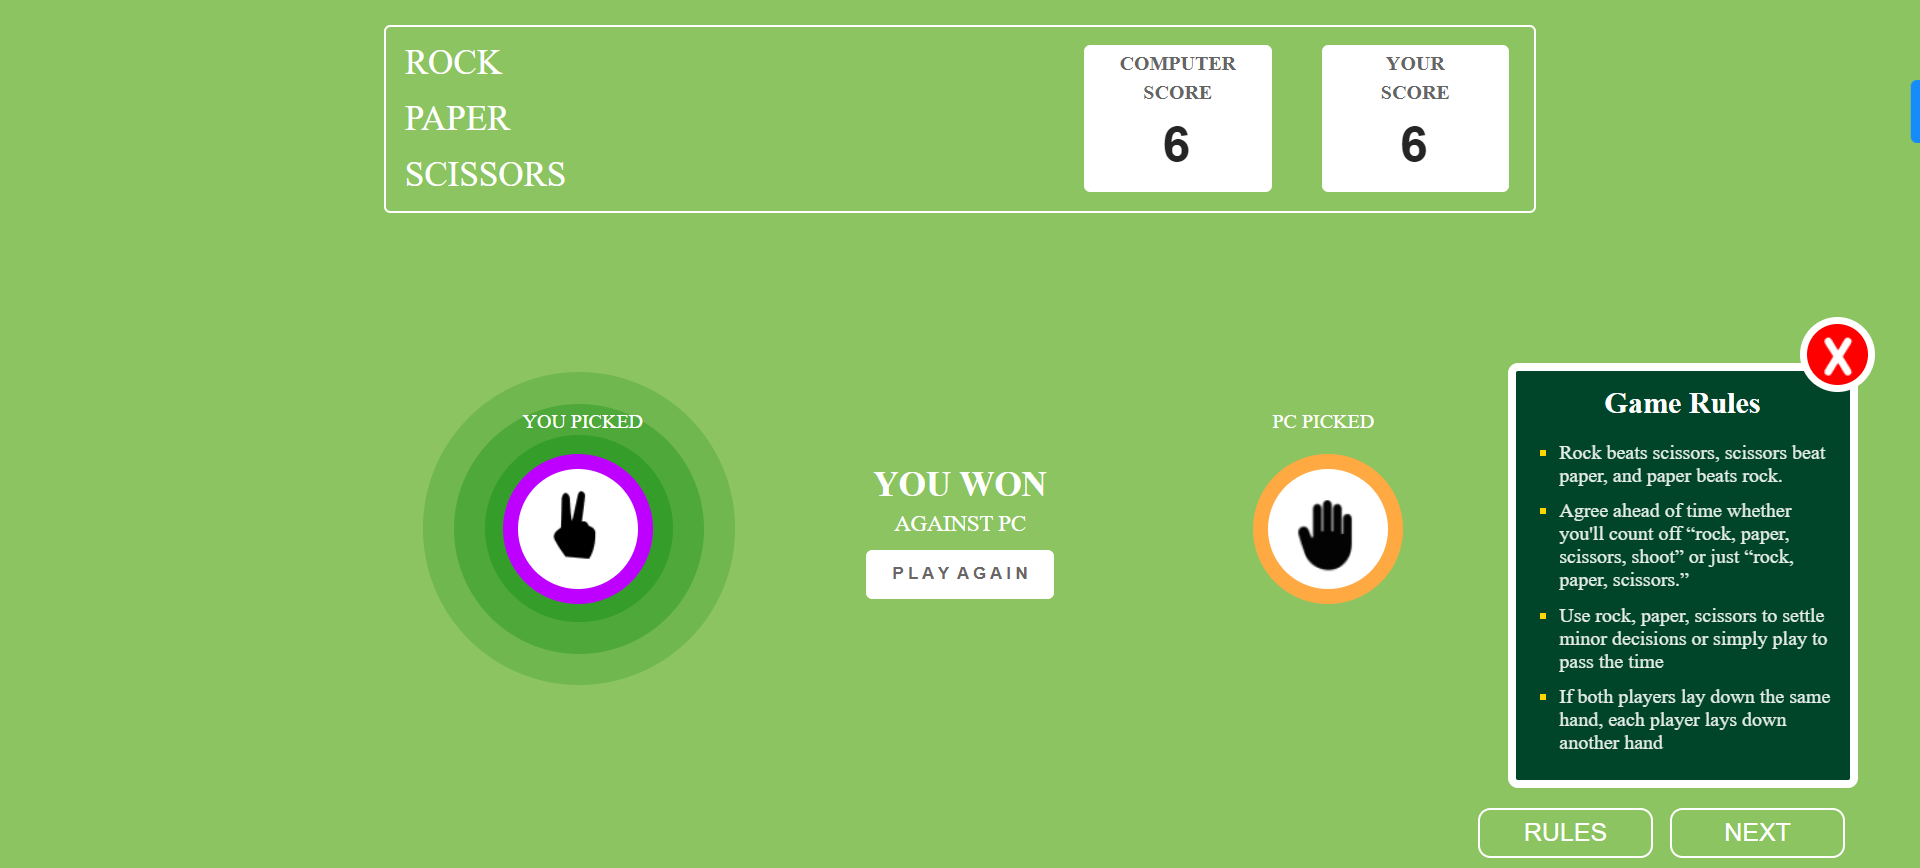 ROCK
PAPER
SCISSORS
COMPUTER
SCORE
6
YOUR
SCORE
6
YOU PICKED
YOU WON
AGAINST PC
PLAY AGAIN
PC PICKED
X
Game Rules
Rock beats scissors, scissors beat
paper, and paper beats rock.
Agree ahead of time whether
you'll count off “rock, paper,
scissors, shoot” or just “rock,
paper, scissors.”
Use rock, paper, scissors to settle
minor decisions or simply play to
pass the time
If both players lay down the same
hand, each player lays down
another hand
RULES
NEXT